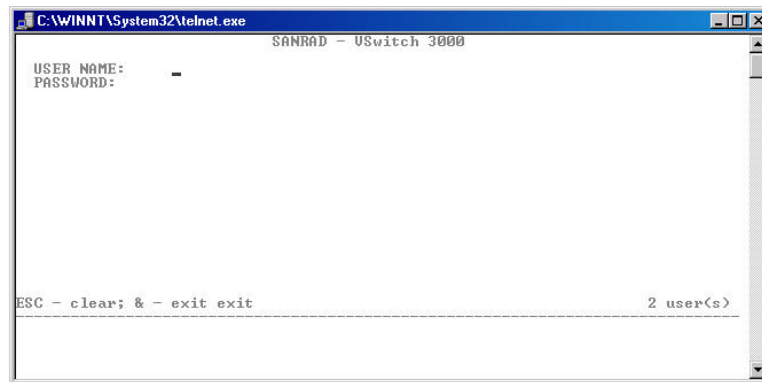 C:\WINNT\System32\telnet.exe
SANRAD - VSwitch 3000
USER NAME:
PASSWORD:
ESC - clear; & - exit exit 2 user(s)